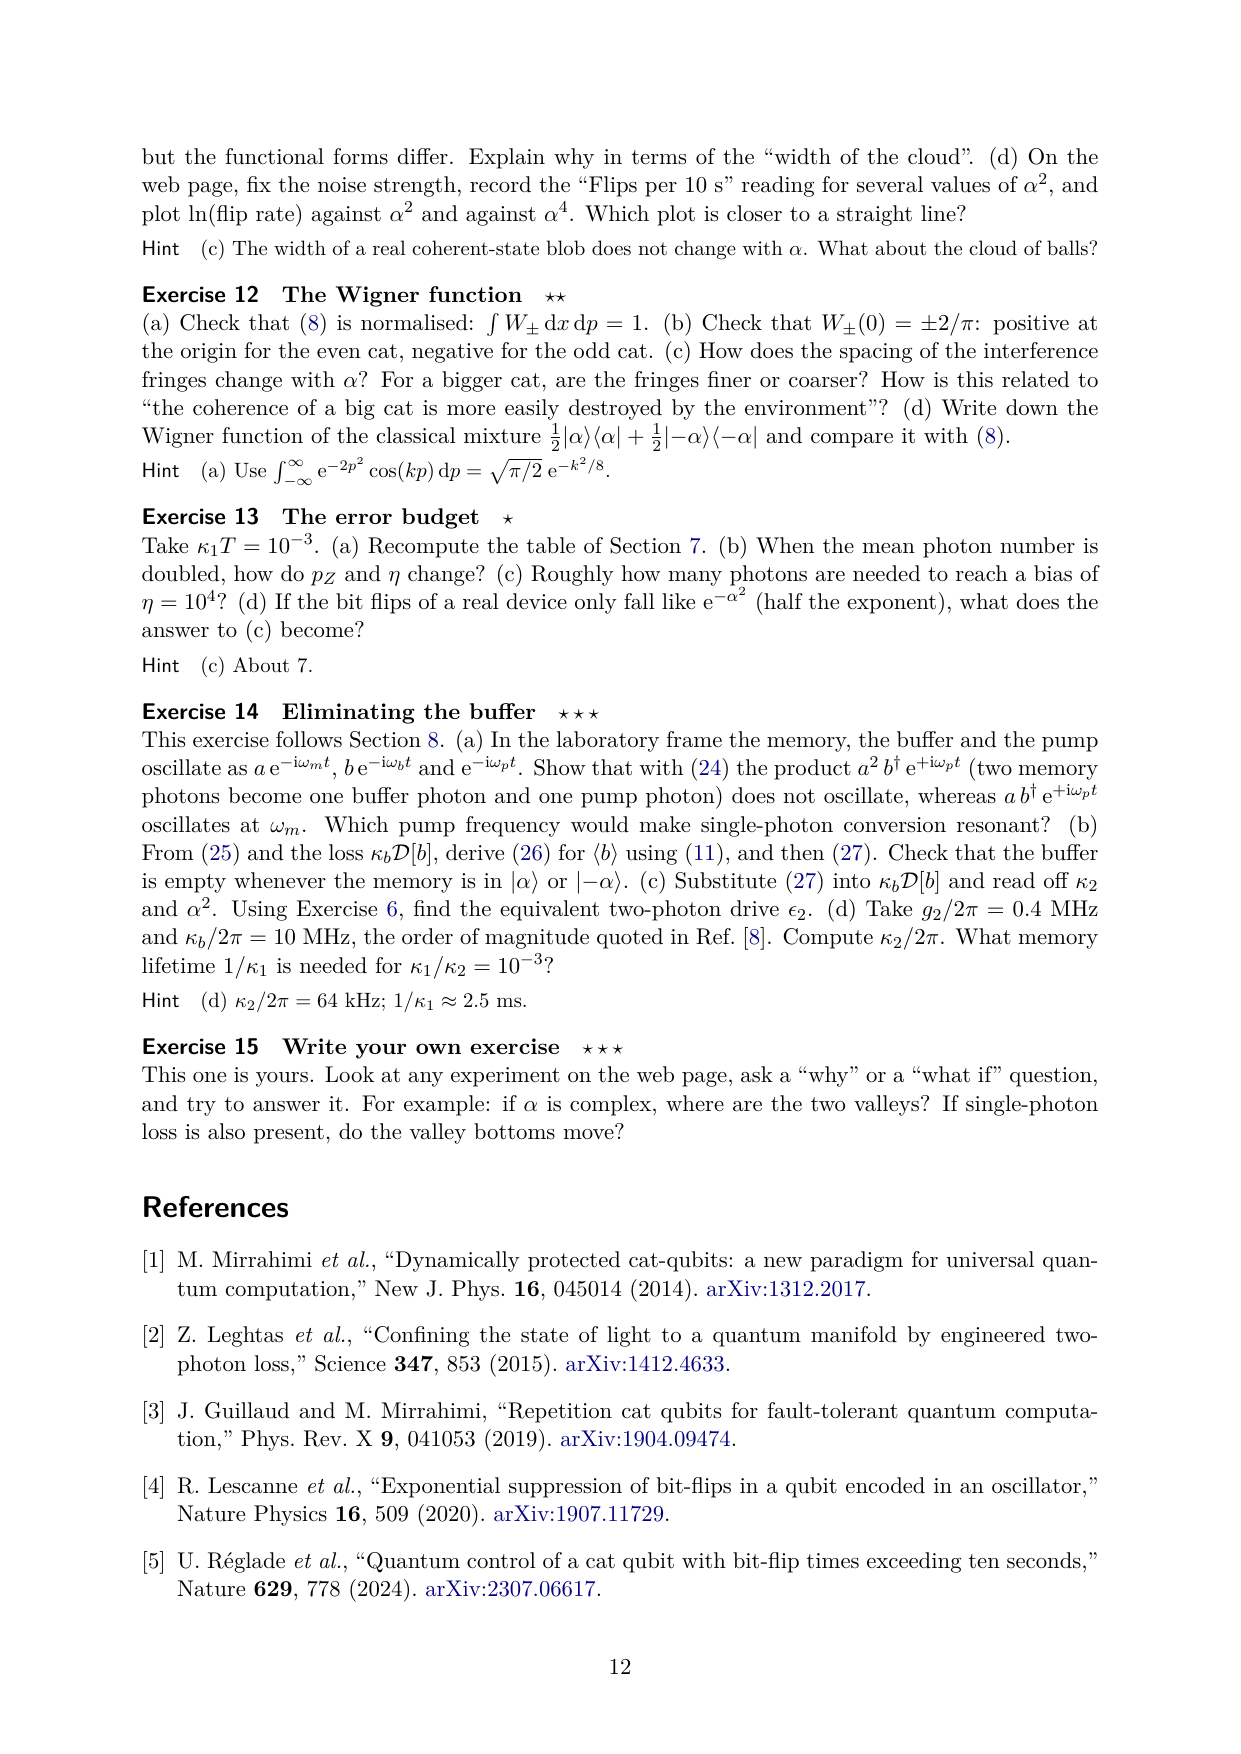 but the functional forms differ. Explain why in terms of the “width of the cloud”. (d) On the
web page, fix the noise strength, record the “Flips per 10 s” reading for several values of α², and
plot ln(flip rate) against α² and against α⁴. Which plot is closer to a straight line?
Hint (c) The width of a real coherent-state blob does not change with α. What about the cloud of balls?
Exercise 12 The Wigner function ⋆⋆
(a) Check that (8) is normalised: ∫ W± dx dp = 1. (b) Check that W±(0) = ±2/π: positive at
the origin for the even cat, negative for the odd cat. (c) How does the spacing of the interference
fringes change with α? For a bigger cat, are the fringes finer or coarser? How is this related to
“the coherence of a big cat is more easily destroyed by the environment”? (d) Write down the
Wigner function of the classical mixture ½|α⟩⟨α| + ½|−α⟩⟨−α| and compare it with (8).
Hint (a) Use ∫_{−∞}^{∞} e^{−2p²} cos(kp) dp = √(π/2) e^{−k²/8}.
Exercise 13 The error budget ⋆
Take κ₁T = 10⁻³. (a) Recompute the table of Section 7. (b) When the mean photon number is
doubled, how do p_Z and η change? (c) Roughly how many photons are needed to reach a bias of
η = 10⁴? (d) If the bit flips of a real device only fall like e^{−α²} (half the exponent), what does the
answer to (c) become?
Hint (c) About 7.
Exercise 14 Eliminating the buffer ⋆⋆⋆
This exercise follows Section 8. (a) In the laboratory frame the memory, the buffer and the pump
oscillate as a e^{−iω_m t}, b e^{−iω_b t} and e^{−iω_p t}. Show that with (24) the product a² b† e^{+iω_p t} (two memory
photons become one buffer photon and one pump photon) does not oscillate, whereas a b† e^{+iω_p t}
oscillates at ω_m. Which pump frequency would make single-photon conversion resonant? (b)
From (25) and the loss κ_b𝒟[b], derive (26) for ⟨b⟩ using (11), and then (27). Check that the buffer
is empty whenever the memory is in |α⟩ or |−α⟩. (c) Substitute (27) into κ_b𝒟[b] and read off κ₂
and α². Using Exercise 6, find the equivalent two-photon drive ϵ₂. (d) Take g₂/2π = 0.4 MHz
and κ_b/2π = 10 MHz, the order of magnitude quoted in Ref. [8]. Compute κ₂/2π. What memory
lifetime 1/κ₁ is needed for κ₁/κ₂ = 10⁻³?
Hint (d) κ₂/2π = 64 kHz; 1/κ₁ ≈ 2.5 ms.
Exercise 15 Write your own exercise ⋆⋆⋆
This one is yours. Look at any experiment on the web page, ask a “why” or a “what if” question,
and try to answer it. For example: if α is complex, where are the two valleys? If single-photon
loss is also present, do the valley bottoms move?
References
[1] M. Mirrahimi et al., “Dynamically protected cat-qubits: a new paradigm for universal quan-
tum computation,” New J. Phys. 16, 045014 (2014). arXiv:1312.2017.
[2] Z. Leghtas et al., “Confining the state of light to a quantum manifold by engineered two-
photon loss,” Science 347, 853 (2015). arXiv:1412.4633.
[3] J. Guillaud and M. Mirrahimi, “Repetition cat qubits for fault-tolerant quantum computa-
tion,” Phys. Rev. X 9, 041053 (2019). arXiv:1904.09474.
[4] R. Lescanne et al., “Exponential suppression of bit-flips in a qubit encoded in an oscillator,”
Nature Physics 16, 509 (2020). arXiv:1907.11729.
[5] U. Réglade et al., “Quantum control of a cat qubit with bit-flip times exceeding ten seconds,”
Nature 629, 778 (2024). arXiv:2307.06617.
12